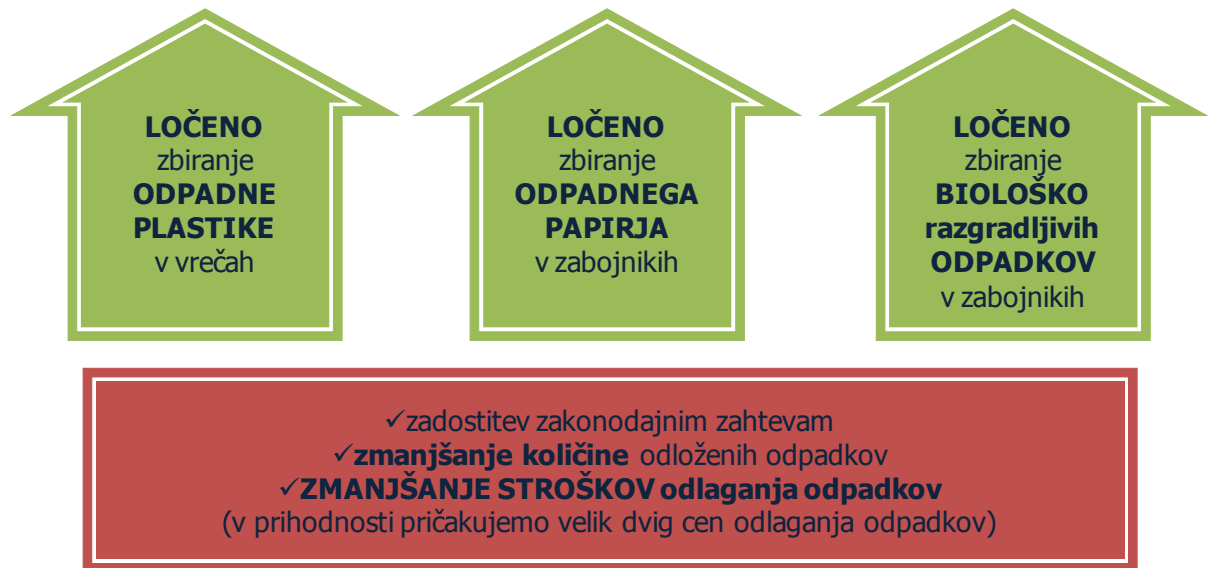 LOČENO
zbiranje
ODPADNE
PLASTIKE
v vrečah
LOČENO
zbiranje
ODPADNEGA
PAPIRJA
v zabojnikih
LOČENO
zbiranje
BIOLOŠKO
razgradljivih
ODPADKOV
v zabojnikih
✓zadostitev zakonodajnim zahtevam
✓zmanjšanje količine odloženih odpadkov
✓ZMANJŠANJE STROŠKOV odlaganja odpadkov
(v prihodnosti pričakujemo velik dvig cen odlaganja odpadkov)